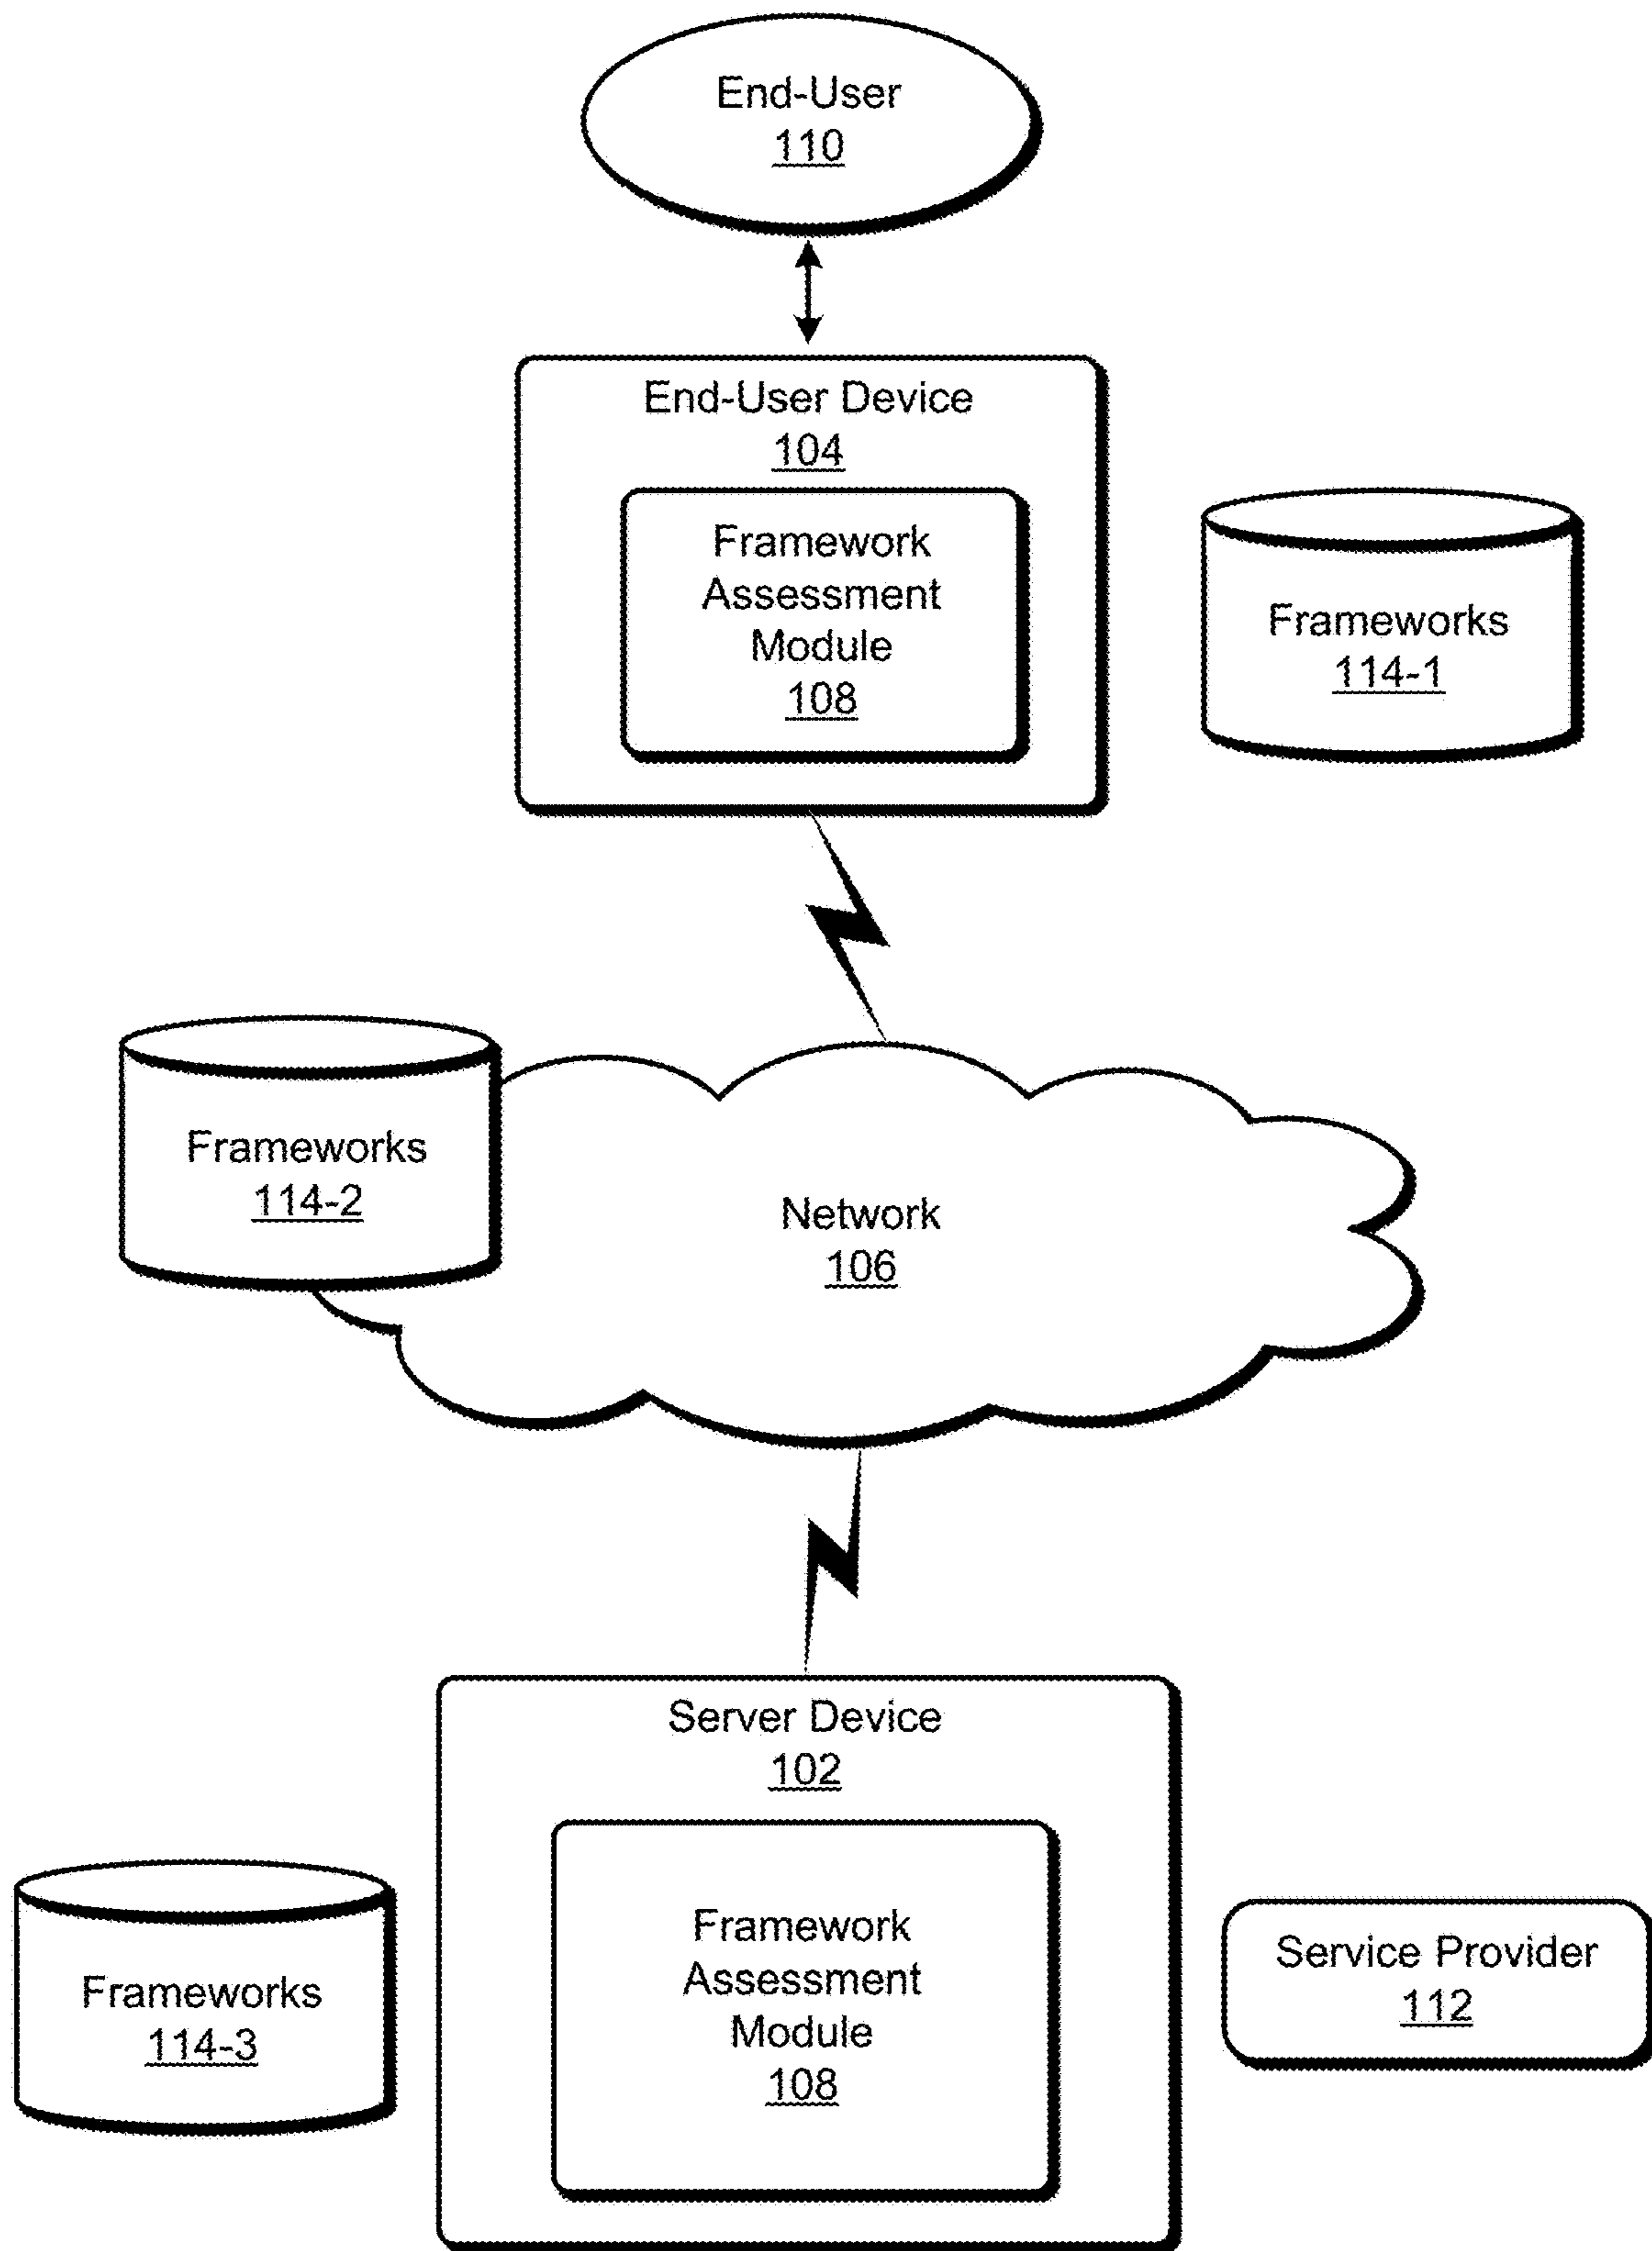 End-User
110
End-User Device
104
Framework
Assessment
Module
108
Frameworks
114-1
Frameworks
114-2
Network
106
Server Device
102
Framework
Assessment
Module
108
Frameworks
114-3
Service Provider
112